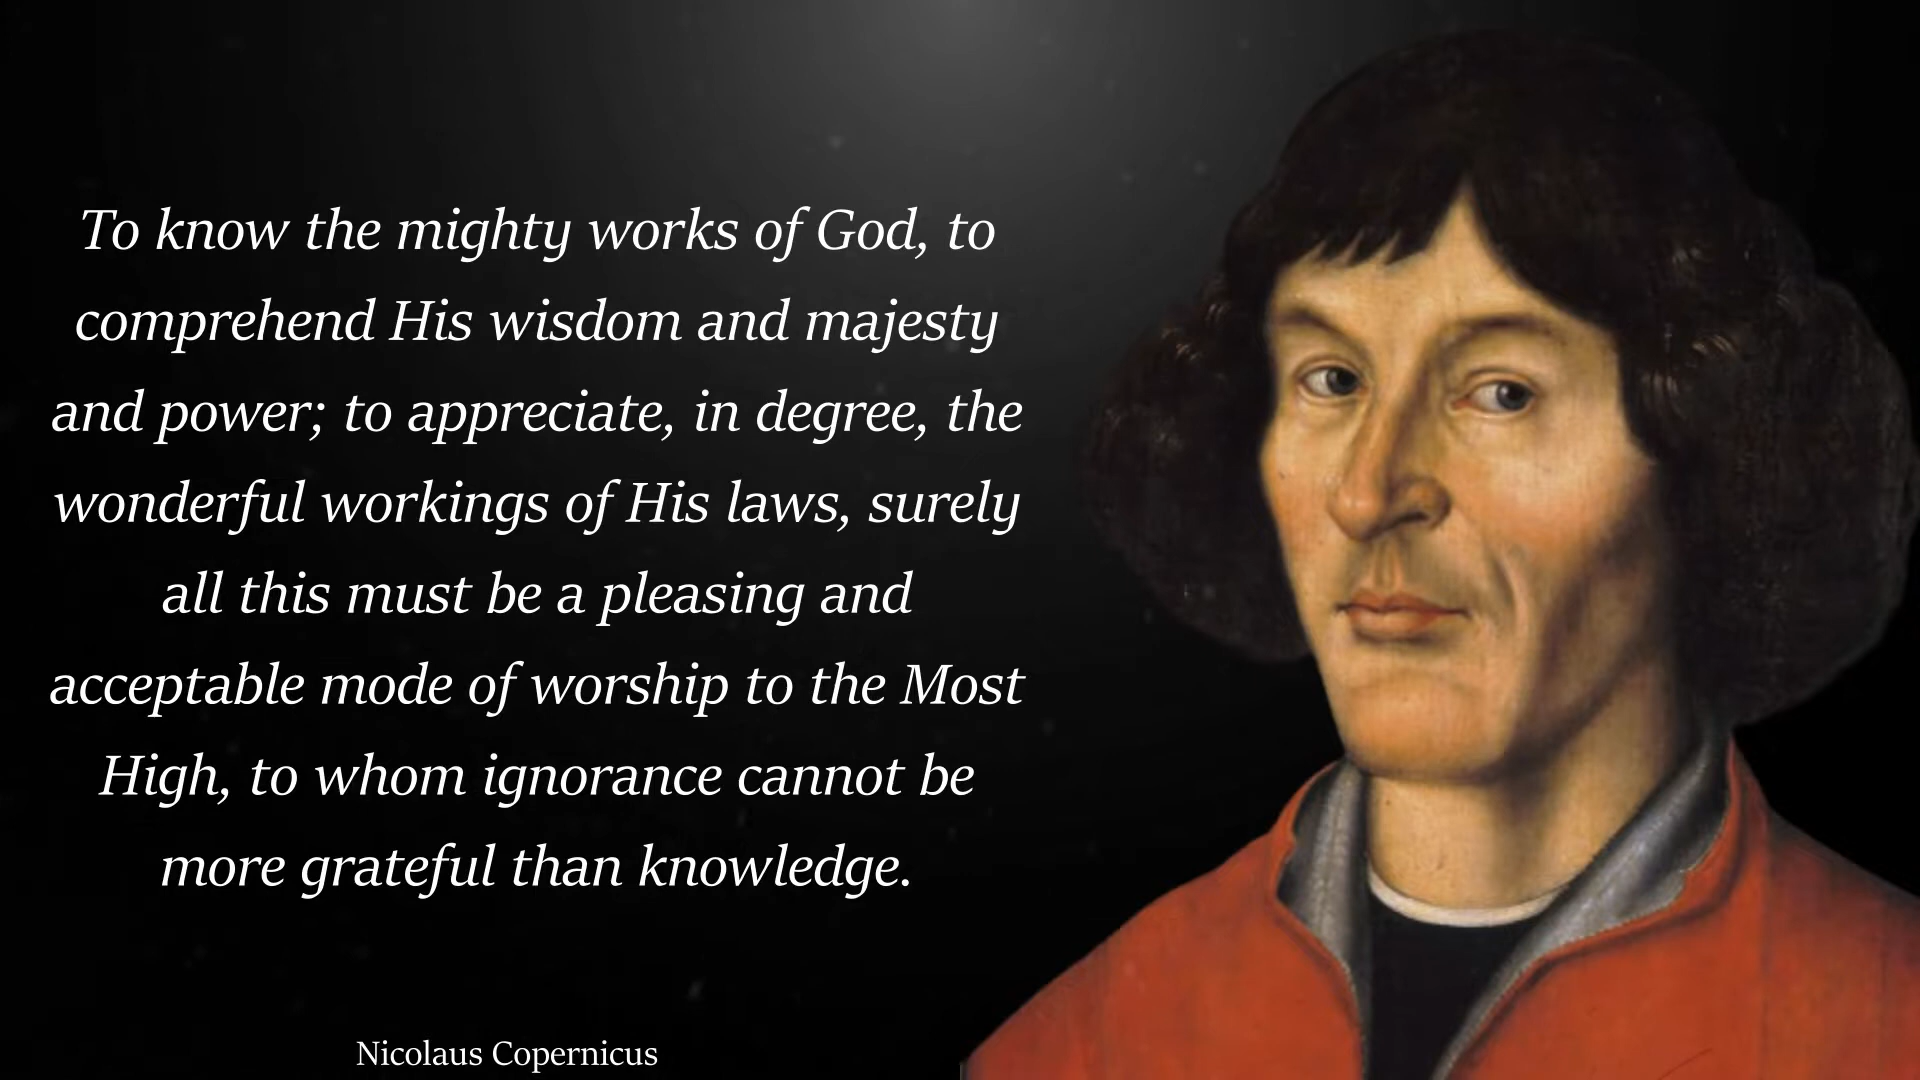 To know the mighty works of God, to
comprehend His wisdom and majesty
and power; to appreciate, in degree, the
wonderful workings of His laws, surely
all this must be a pleasing and
acceptable mode of worship to the Most
High, to whom ignorance cannot be
more grateful than knowledge.
Nicolaus Copernicus